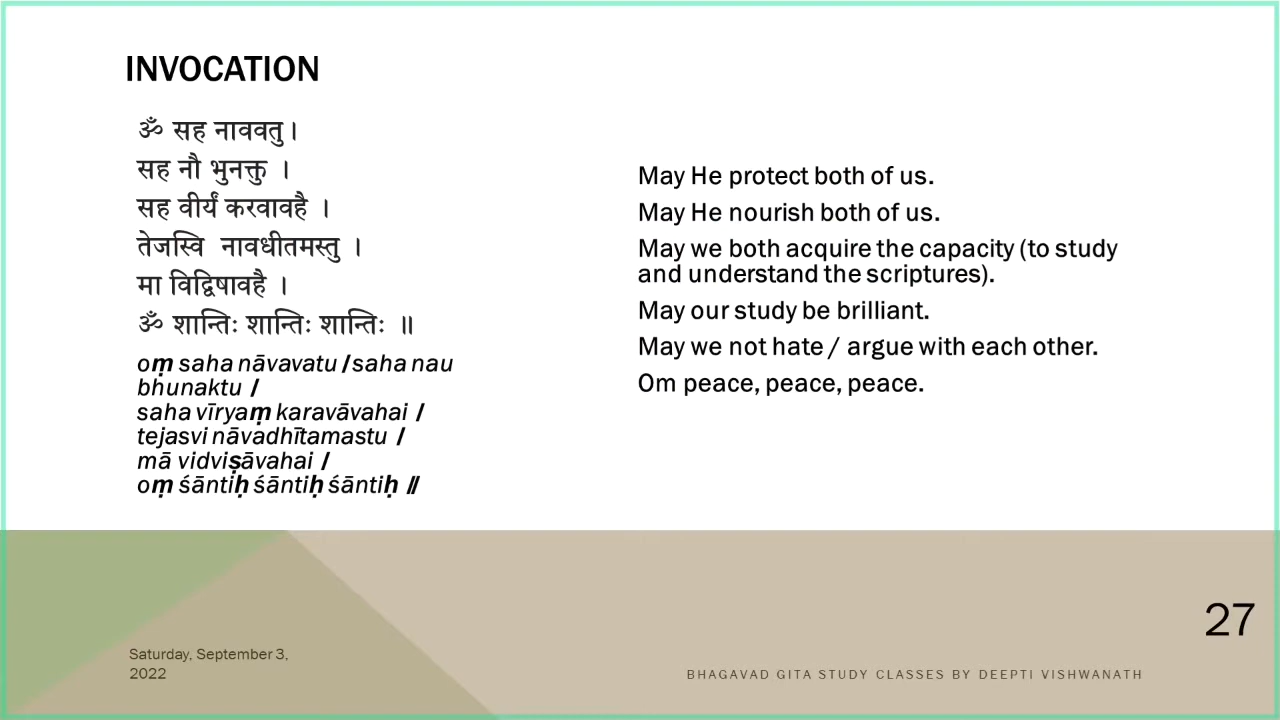 INVOCATION
ॐ सह नाववतु।
सह नौ भुनक्तु ।
सह वीर्यं करवावहै ।
तेजस्वि नावधीतमस्तु ।
मा विद्विषावहै ।
ॐ शान्तिः शान्तिः शान्तिः ॥
oṃ saha nāvavatu / saha nau
bhunaktu /
saha vīryaṃ karavāvahai /
tejasvi nāvadhītamastu /
mā vidviṣāvahai /
oṃ śāntiḥ śāntiḥ śāntiḥ //
May He protect both of us.
May He nourish both of us.
May we both acquire the capacity (to study
and understand the scriptures).
May our study be brilliant.
May we not hate / argue with each other.
Om peace, peace, peace.
27
Saturday, September 3,
2022
BHAGAVAD GITA STUDY CLASSES BY DEEPTI VISHWANATH